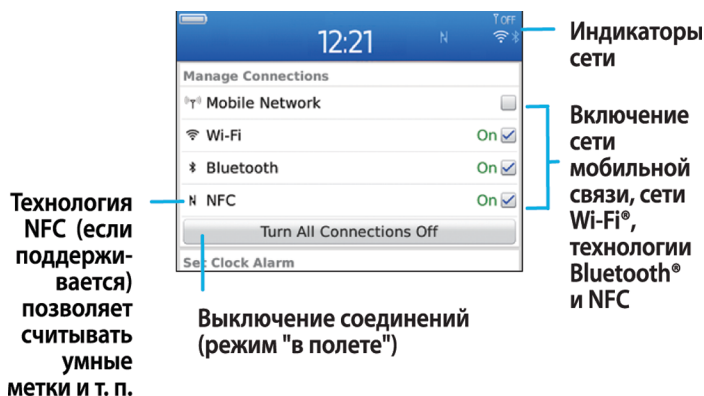 T OFF
12:21
Manage Connections
Mobile Network
Wi-Fi On
Bluetooth On
NFC On
Turn All Connections Off
Set Clock Alarm
Индикаторы
сети
Включение
сети
мобильной
связи, сети
Wi-Fi®,
технологии
Bluetooth®
и NFC
Технология
NFC (если
поддержи-
вается)
позволяет
считывать
умные
метки и т. п.
Выключение соединений
(режим "в полете")